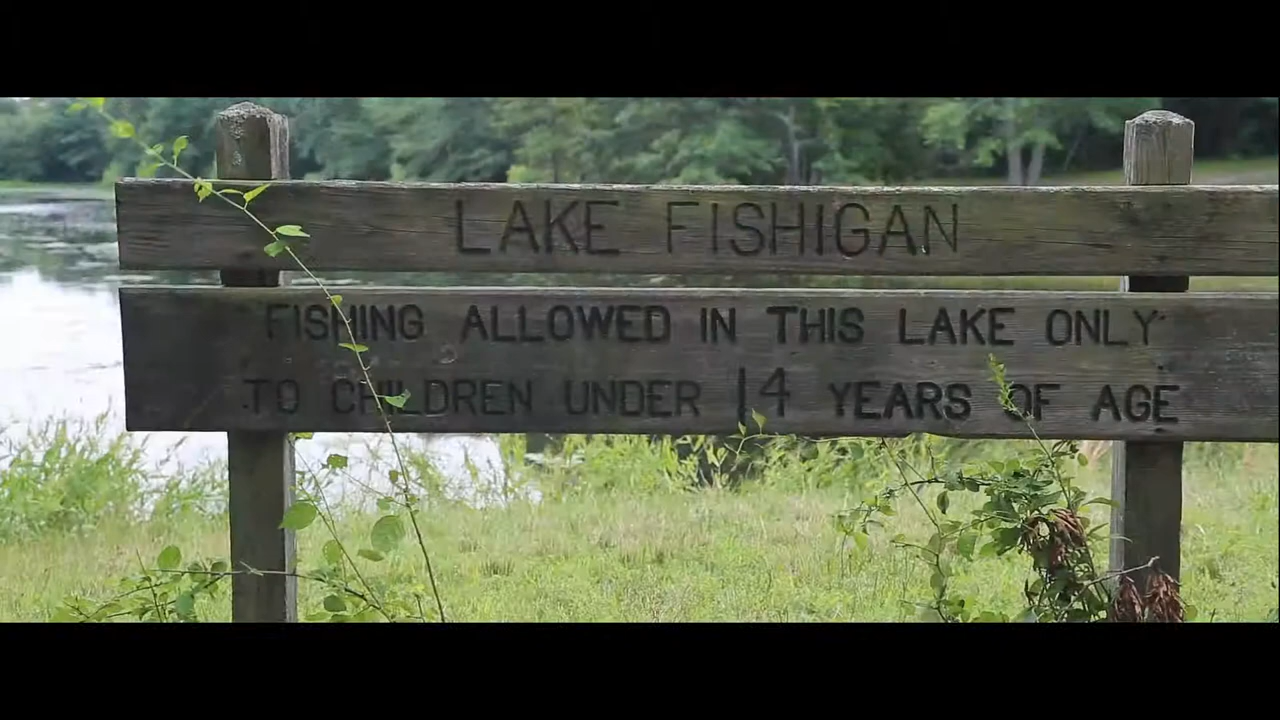 LAKE FISHIGAN
FISHING ALLOWED IN THIS LAKE ONLY
TO CHILDREN UNDER 14 YEARS OF AGE